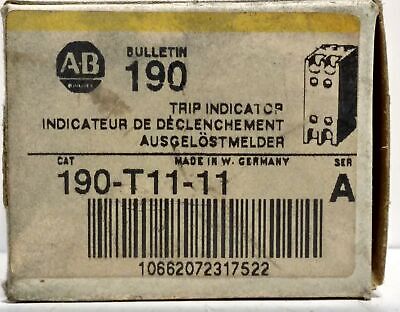 AB
BULLETIN
190
TRIP INDICATOR
INDICATEUR DE DÉCLENCHEMENT
AUSGELÖSTMELDER
CAT MADE IN W. GERMANY SER
190-T11-11 A
10662072317522